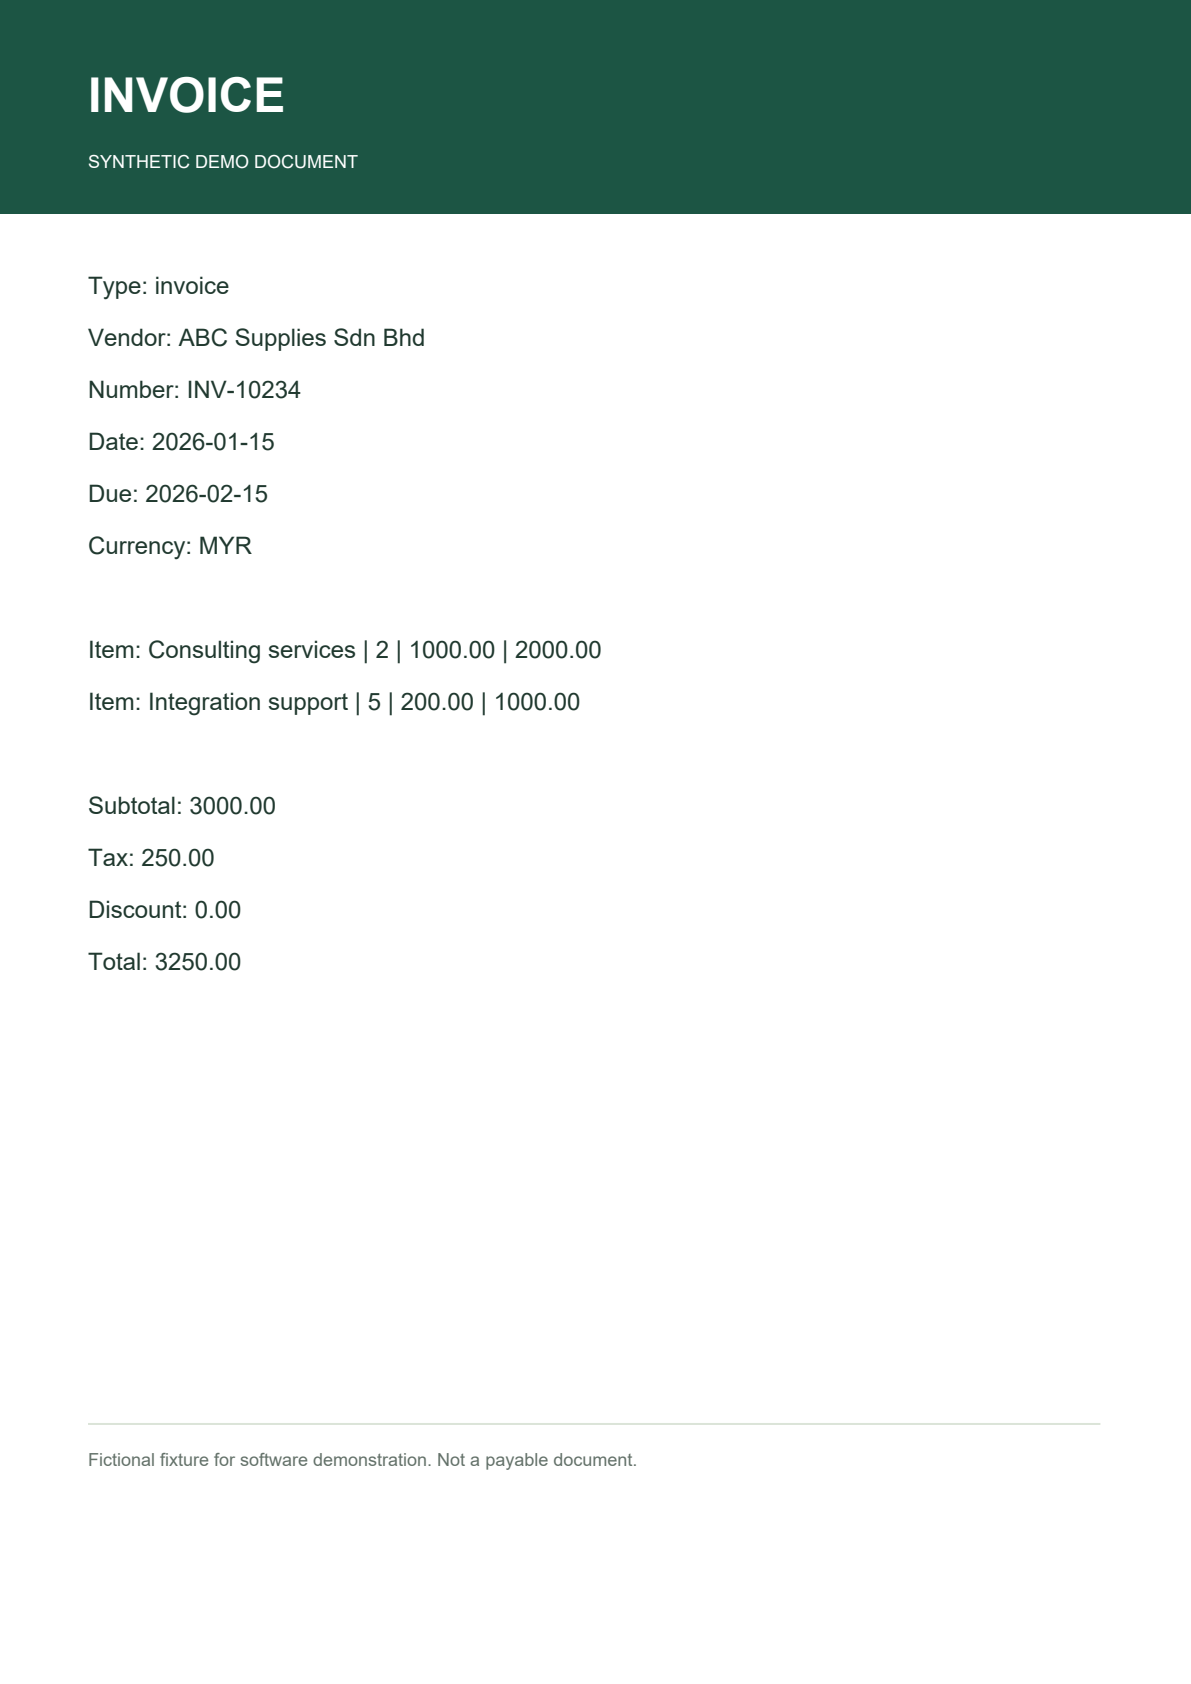 INVOICE
SYNTHETIC DEMO DOCUMENT
Type: invoice
Vendor: ABC Supplies Sdn Bhd
Number: INV-10234
Date: 2026-01-15
Due: 2026-02-15
Currency: MYR
Item: Consulting services | 2 | 1000.00 | 2000.00
Item: Integration support | 5 | 200.00 | 1000.00
Subtotal: 3000.00
Tax: 250.00
Discount: 0.00
Total: 3250.00
Fictional fixture for software demonstration. Not a payable document.